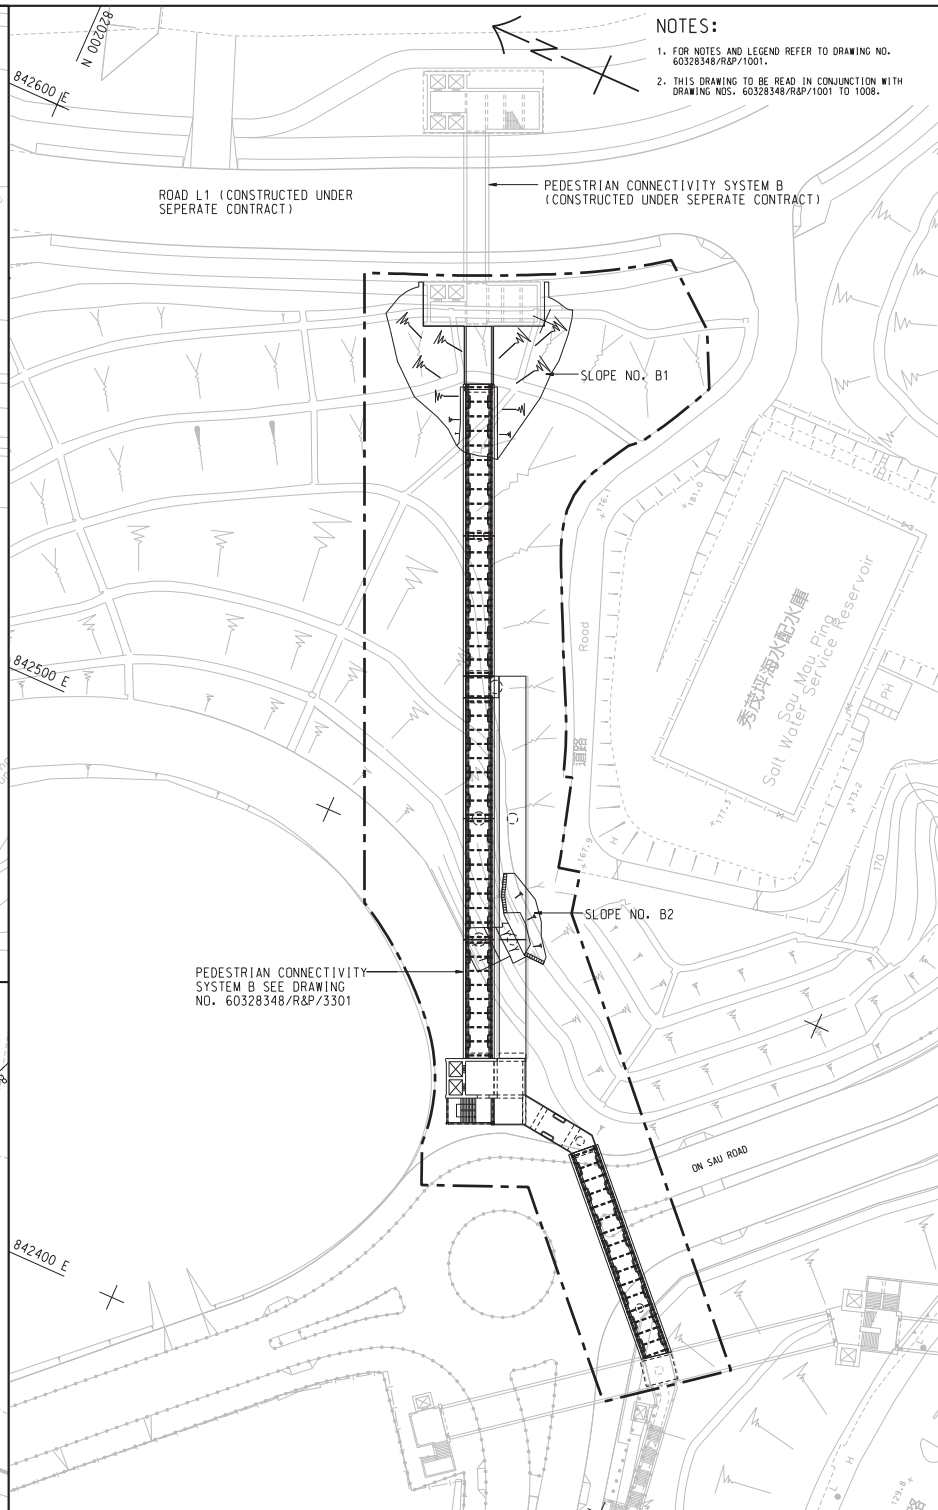 NOTES:
1. FOR NOTES AND LEGEND REFER TO DRAWING NO.
60328348/R&P/1001.
2. THIS DRAWING TO BE READ IN CONJUNCTION WITH
DRAWING NOS. 60328348/R&P/1001 TO 1008.
820200 N
842600 E
ROAD L1 (CONSTRUCTED UNDER
SEPERATE CONTRACT)
PEDESTRIAN CONNECTIVITY SYSTEM B
(CONSTRUCTED UNDER SEPERATE CONTRACT)
N
SLOPE NO. B1
+176.1
+181.0
842500 E
Road
道路
秀茂坪海水配水庫
Sau Mau Ping
Salt Water Service Reservoir
PH
+177.3
+173.2
+167.9
H
170
SLOPE NO. B2
PEDESTRIAN CONNECTIVITY
SYSTEM B SEE DRAWING
NO. 60328348/R&P/3301
ON SAU ROAD
842400 E
L
H
129.8+
路